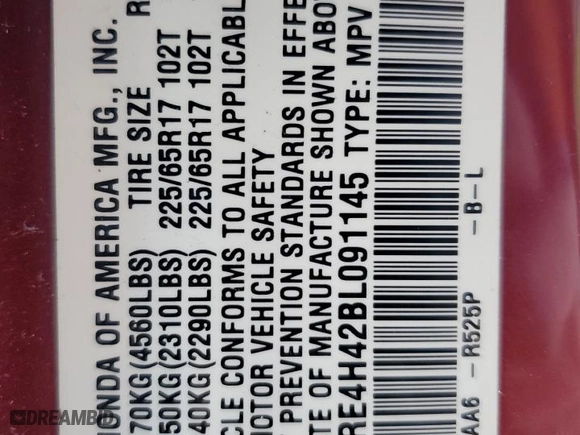 HONDA OF AMERICA MFG., INC.
70KG(4560LBS) TIRE SIZE R
50KG(2310LBS) 225/65R17 102T
40KG(2290LBS) 225/65R17 102T
CLE CONFORMS TO ALL APPLICABL
OTOR VEHICLE SAFETY
PREVENTION STANDARDS IN EFFE
TE OF MANUFACTURE SHOWN ABO
RE4H42BL091145 TYPE: MPV
AA6 -R525P -B-L
DREAMBID